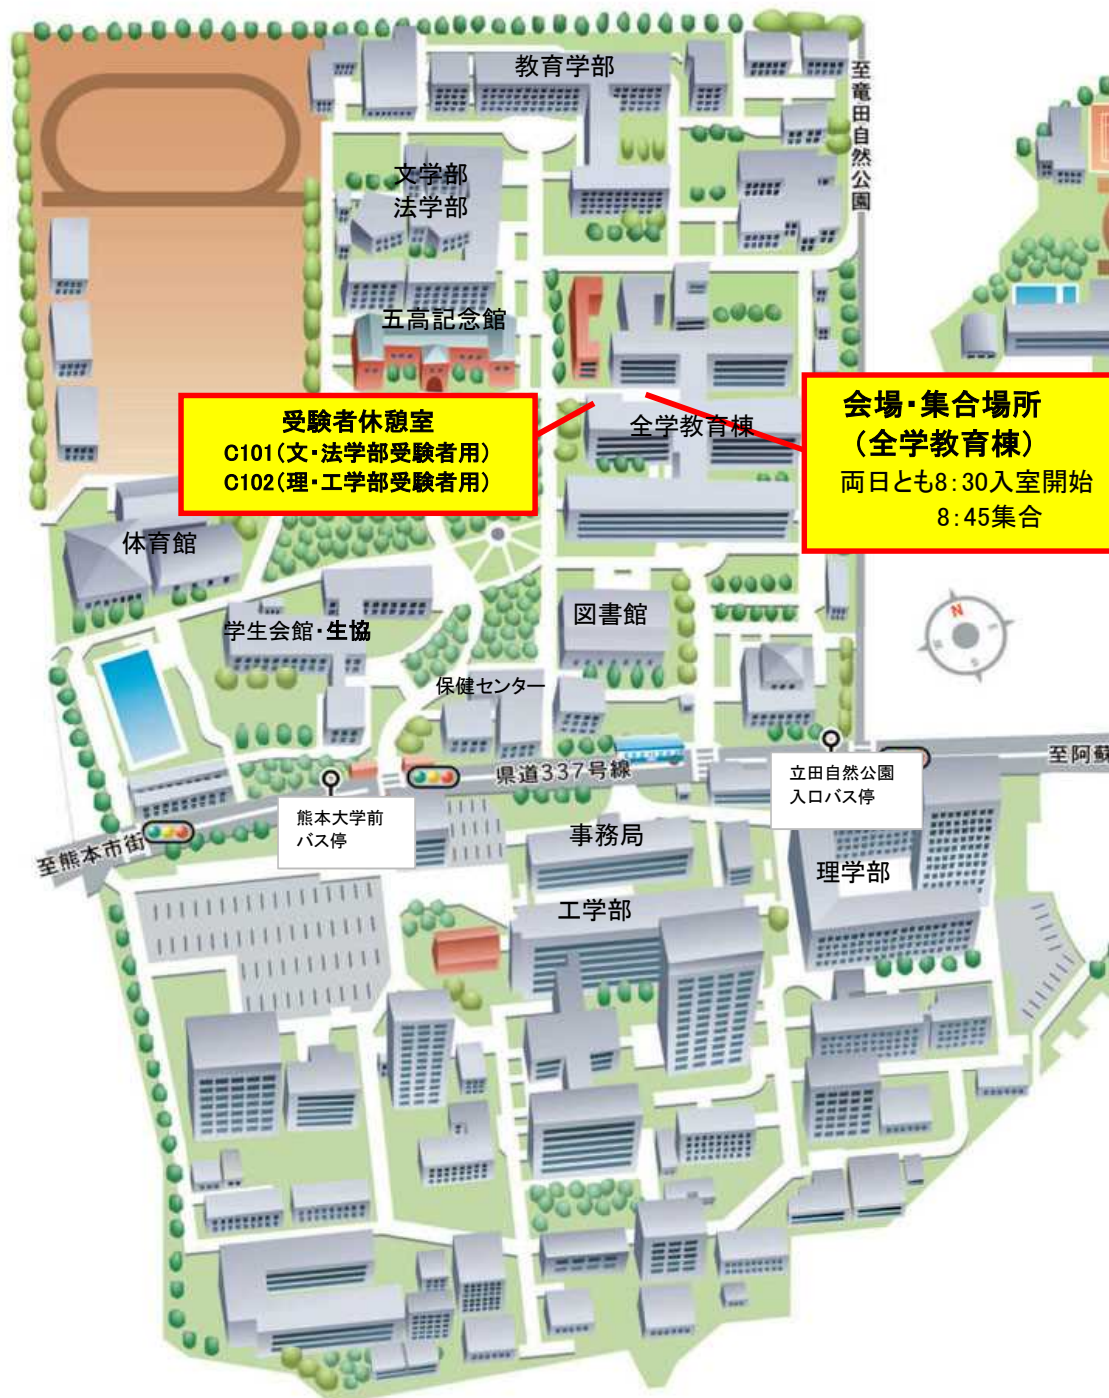 教育学部
至竜田自然公園
文学部
法学部
五高記念館
受験者休憩室
C101(文・法学部受験者用)
C102(理・工学部受験者用)
全学教育棟
会場・集合場所
(全学教育棟)
両日とも8:30入室開始
8:45集合
体育館
図書館
学生会館・生協
N
保健センター
県道337号線
至阿蘇
立田自然公園
入口バス停
熊本大学前
バス停
至熊本市街
事務局
理学部
工学部